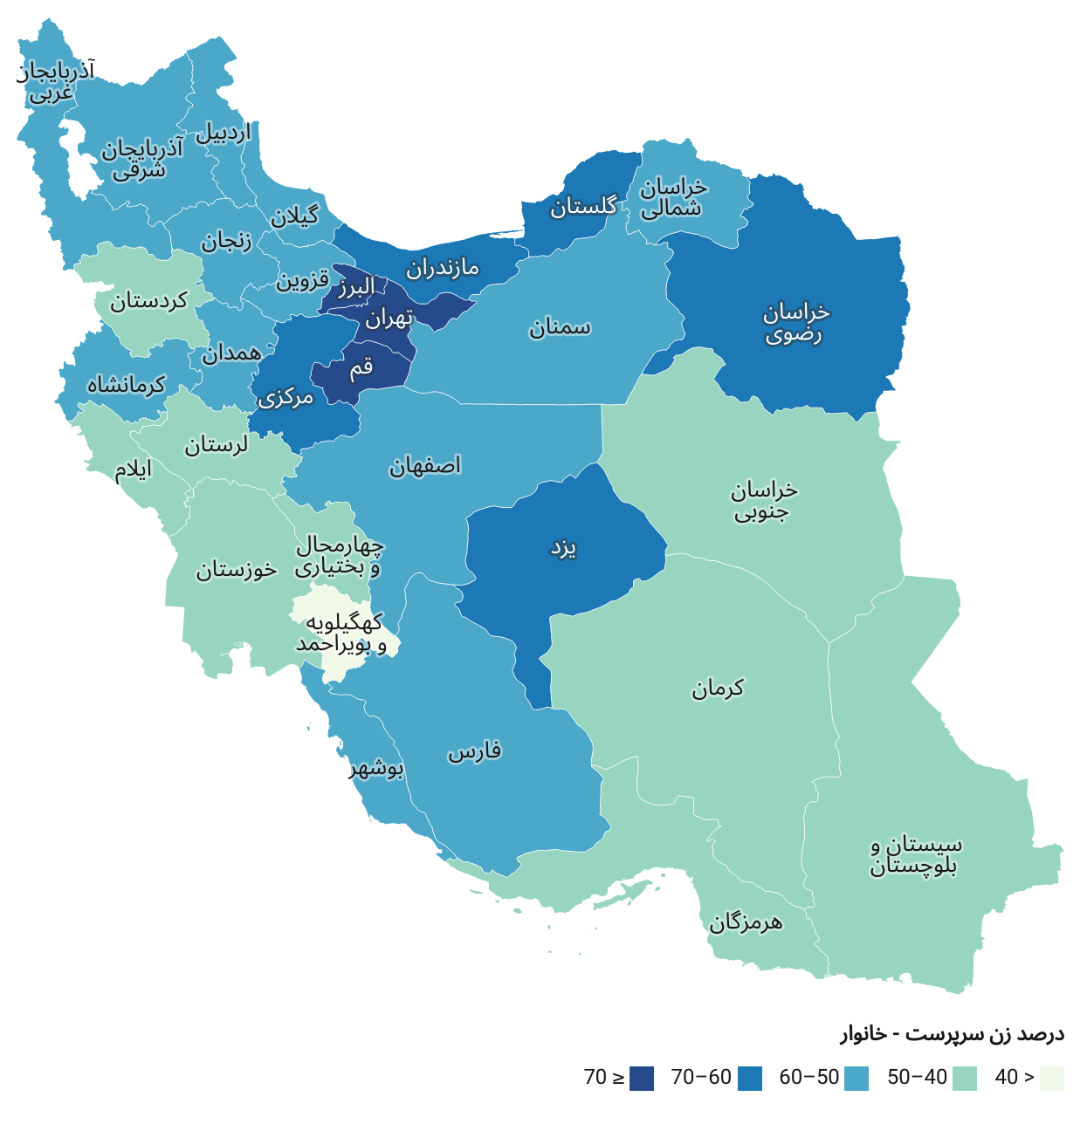 آذربایجان
غربی
آذربایجان
شرقی
اردبیل
گیلان
زنجان
قزوین
کردستان
همدان
کرمانشاه
مازندران
البرز
تهران
قم
مرکزی
گلستان
خراسان
شمالی
خراسان
رضوی
سمنان
لرستان
ایلام
اصفهان
یزد
خراسان
جنوبی
چهارمحال
و بختیاری
خوزستان
کهگیلویه
و بویراحمد
کرمان
فارس
بوشهر
سیستان و
بلوچستان
هرمزگان
درصد زن سرپرست - خانوار
40 >
50–40
60–50
70–60
70 ≤